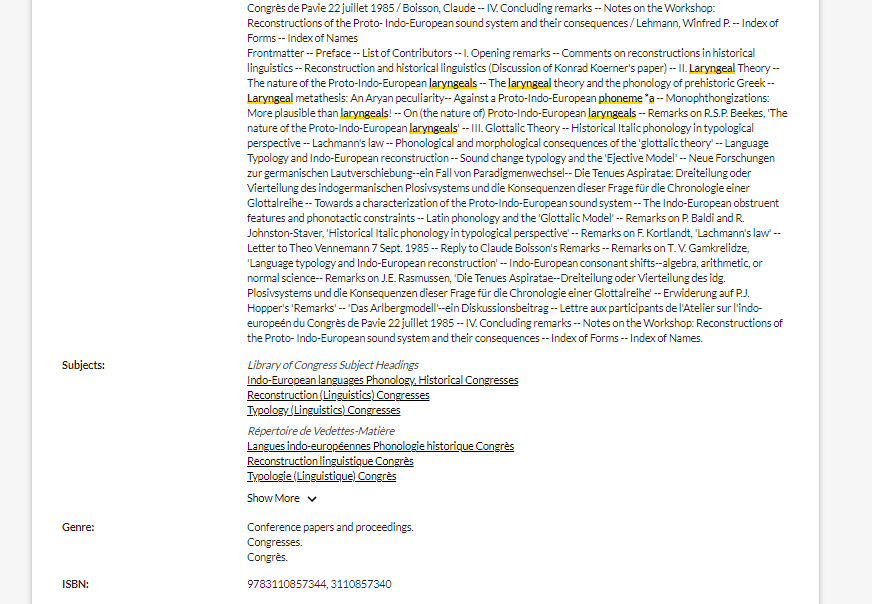 Congrès de Pavie 22 juillet 1985 / Boisson, Claude -- IV. Concluding remarks -- Notes on the Workshop:
Reconstructions of the Proto- Indo-European sound system and their consequences / Lehmann, Winfred P. -- Index of
Forms -- Index of Names
Frontmatter -- Preface -- List of Contributors -- I. Opening remarks -- Comments on reconstructions in historical
linguistics -- Reconstruction and historical linguistics (Discussion of Konrad Koerner's paper) -- II. Laryngeal Theory --
The nature of the Proto-Indo-European laryngeals -- The laryngeal theory and the phonology of prehistoric Greek --
Laryngeal metathesis: An Aryan peculiarity-- Against a Proto-Indo-European phoneme *a -- Monophthongizations:
More plausible than laryngeals! -- On (the nature of) Proto-Indo-European laryngeals -- Remarks on R.S.P. Beekes, 'The
nature of the Proto-Indo-European laryngeals' -- III. Glottalic Theory -- Historical Italic phonology in typological
perspective -- Lachmann's law -- Phonological and morphological consequences of the 'glottalic theory' -- Language
Typology and Indo-European reconstruction -- Sound change typology and the 'Ejective Model' -- Neue Forschungen
zur germanischen Lautverschiebung--ein Fall von Paradigmenwechsel-- Die Tenues Aspiratae: Dreiteilung oder
Vierteilung des indogermanischen Plosivsystems und die Konsequenzen dieser Frage für die Chronologie einer
Glottalreihe -- Towards a characterization of the Proto-Indo-European sound system -- The Indo-European obstruent
features and phonotactic constraints -- Latin phonology and the 'Glottalic Model' -- Remarks on P. Baldi and R.
Johnston-Staver, 'Historical Italic phonology in typological perspective' -- Remarks on F. Kortlandt, 'Lachmann's law' --
Letter to Theo Vennemann 7 Sept. 1985 -- Reply to Claude Boisson's Remarks -- Remarks on T. V. Gamkrelidze,
'Language typology and Indo-European reconstruction' -- Indo-European consonant shifts--algebra, arithmetic, or
normal science-- Remarks on J.E. Rasmussen, 'Die Tenues Aspiratae--Dreiteilung oder Vierteilung des idg.
Plosivsystems und die Konsequenzen dieser Frage für die Chronologie einer Glottalreihe' -- Erwiderung auf P.J.
Hopper's 'Remarks' -- 'Das Arlbergmodell'--ein Diskussionsbeitrag -- Lettre aux participants de l'Atelier sur l'indo-
européén du Congrès de Pavie 22 juillet 1985 -- IV. Concluding remarks -- Notes on the Workshop: Reconstructions of
the Proto- Indo-European sound system and their consequences -- Index of Forms -- Index of Names.
Subjects:
Library of Congress Subject Headings
Indo-European languages Phonology, Historical Congresses
Reconstruction (Linguistics) Congresses
Typology (Linguistics) Congresses
Répertoire de Vedettes-Matière
Langues indo-européennes Phonologie historique Congrès
Reconstruction linguistique Congrès
Typologie (Linguistique) Congrès
Show More
Genre:
Conference papers and proceedings.
Congresses.
Congrès.
ISBN:
9783110857344, 3110857340